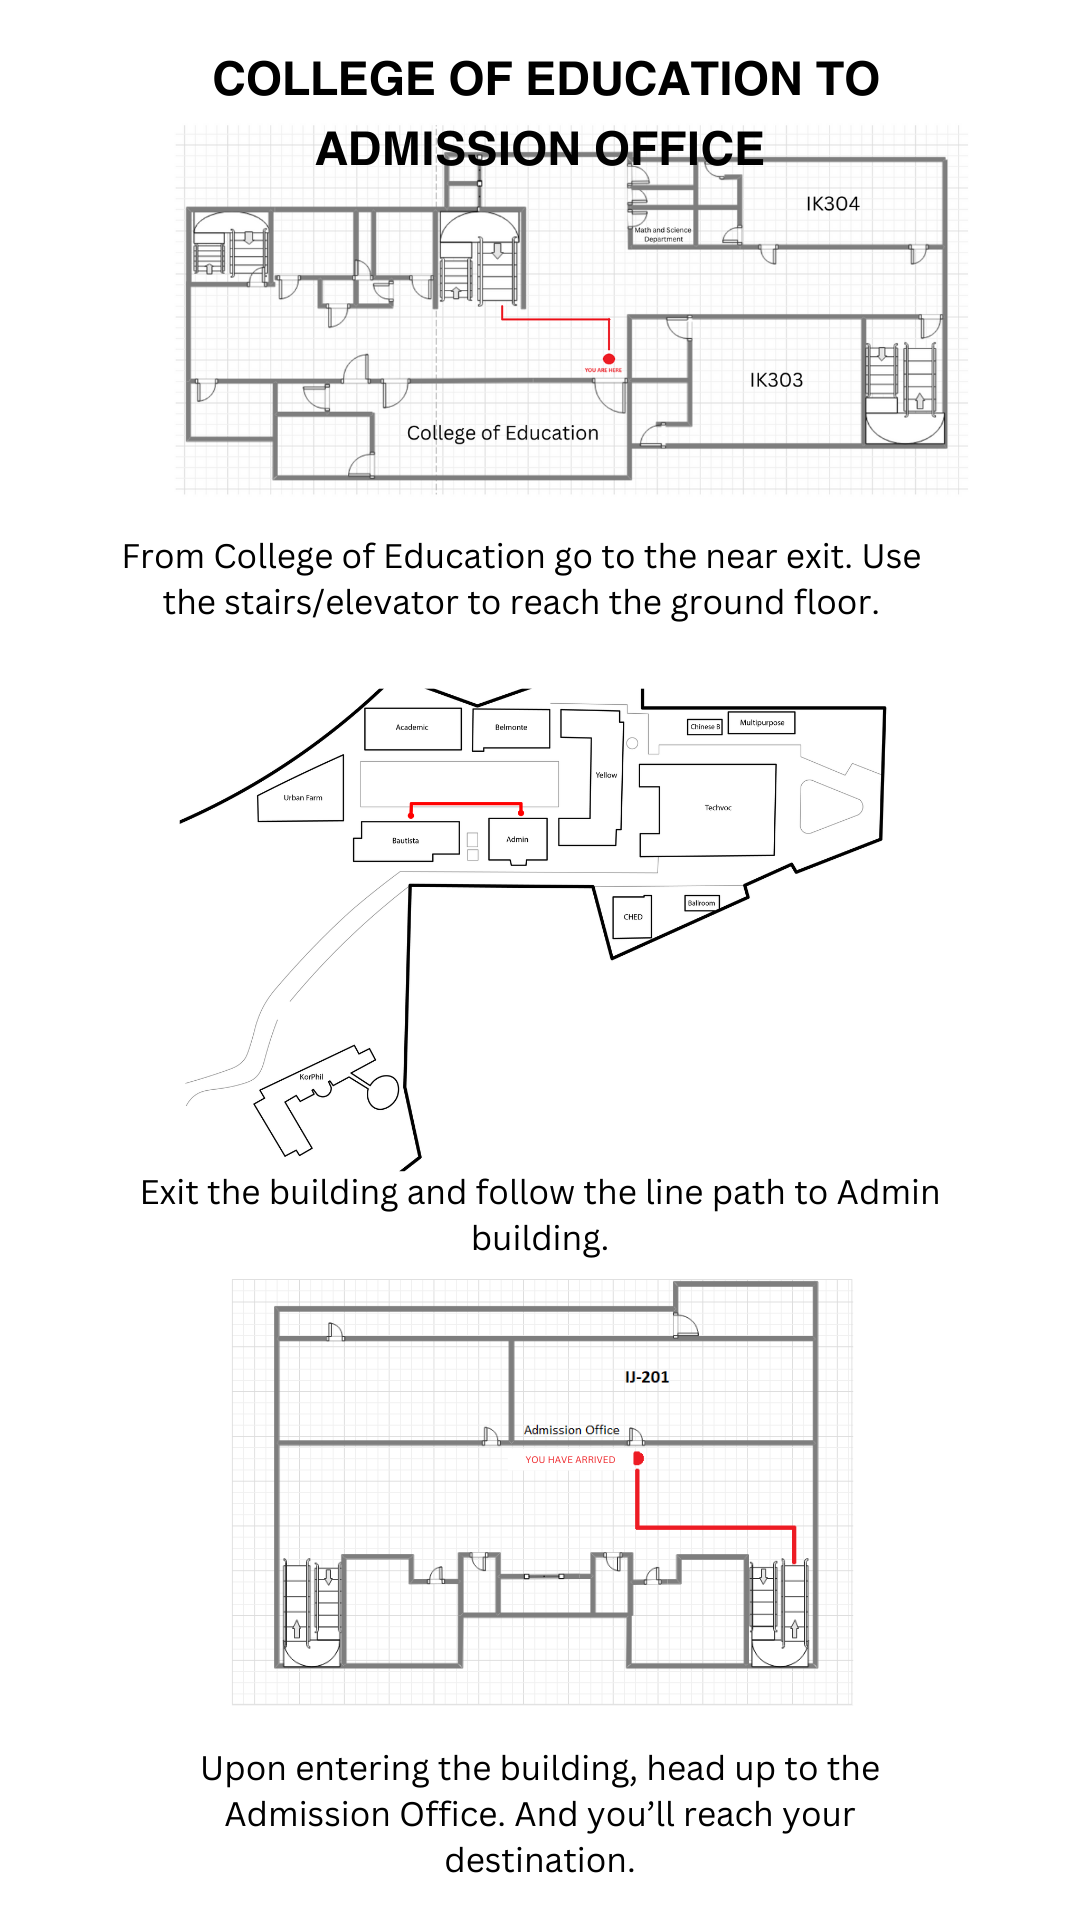 COLLEGE OF EDUCATION TO
ADMISSION OFFICE
IK304
Math and Science
Department
YOU ARE HERE
IK303
College of Education
From College of Education go to the near exit. Use
the stairs/elevator to reach the ground floor.
Academic
Belmonte
Chinese B
Multipurpose
Yellow
Urban Farm
Techvoc
Bautista
Admin
CHED
Ballroom
KorPhil
Exit the building and follow the line path to Admin
building.
IJ-201
Admission Office
YOU HAVE ARRIVED
Upon entering the building, head up to the
Admission Office. And you’ll reach your
destination.